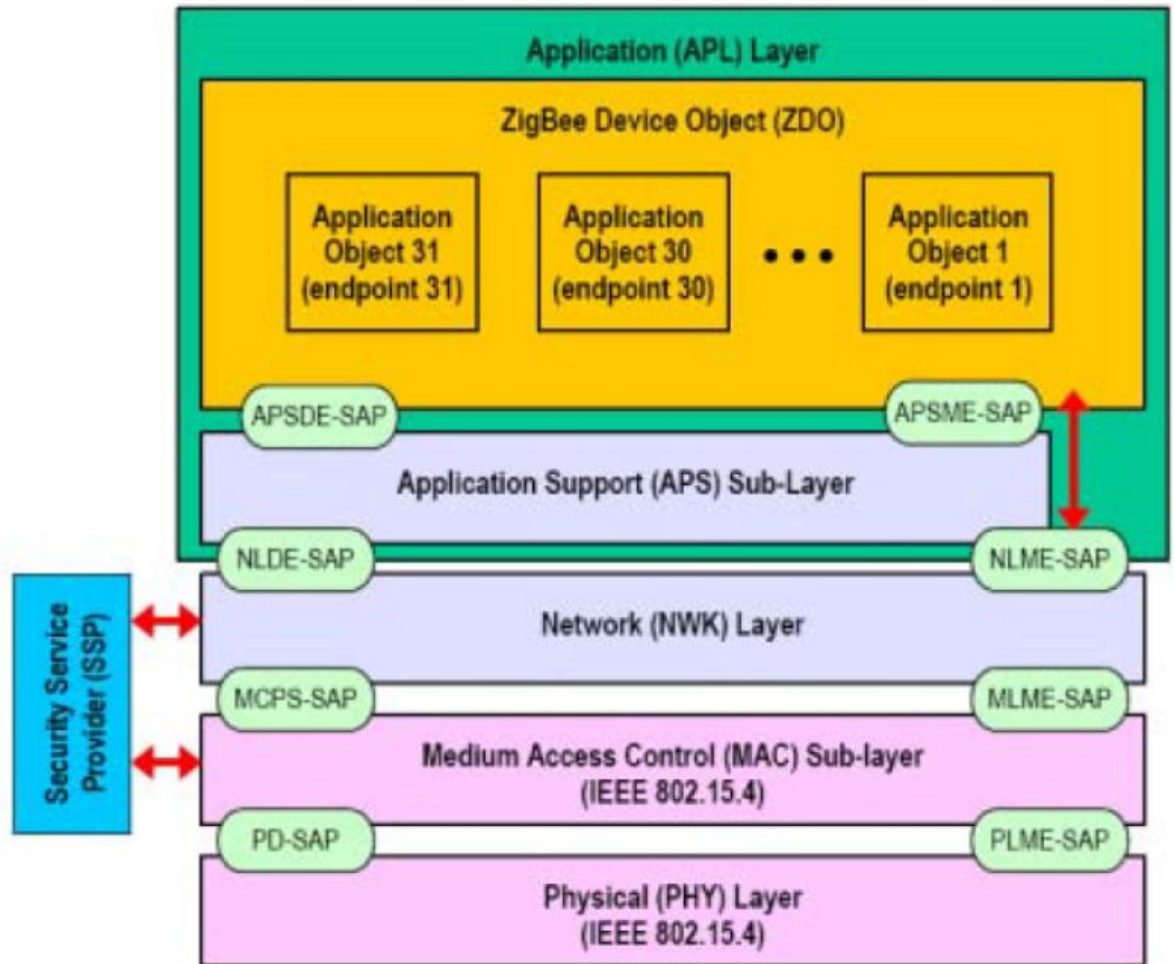 Application (APL) Layer
ZigBee Device Object (ZDO)
Application
Object 31
(endpoint 31)
Application
Object 30
(endpoint 30)
• • •
Application
Object 1
(endpoint 1)
APSDE-SAP
APSME-SAP
Application Support (APS) Sub-Layer
NLDE-SAP
NLME-SAP
Security Service
Provider (SSP)
Network (NWK) Layer
MCPS-SAP
MLME-SAP
Medium Access Control (MAC) Sub-layer
(IEEE 802.15.4)
PD-SAP
PLME-SAP
Physical (PHY) Layer
(IEEE 802.15.4)